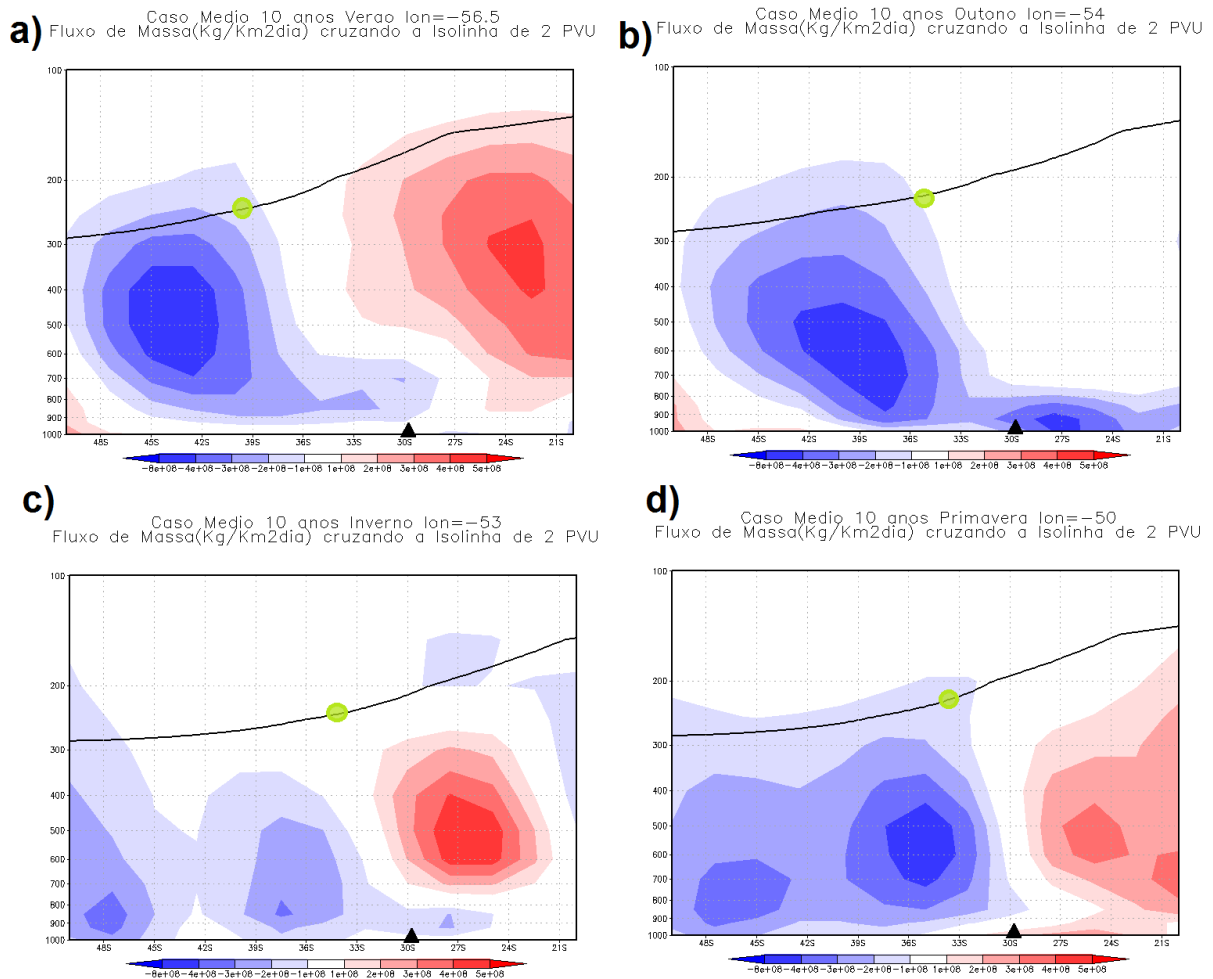 a)
Caso Medio 10 anos Verao lon=-56.5
Fluxo de Massa(Kg/Km2dia) cruzando a Isolinha de 2 PVU
100
200
300
400
500
600
700
800
900
1000
48S 45S 42S 39S 36S 33S 30S 27S 24S 21S
-8e+08 -4e+08 -3e+08 -2e+08 -1e+08 1e+08 2e+08 3e+08 4e+08 5e+08
b)
Caso Medio 10 anos Outono lon=-54
Fluxo de Massa(Kg/Km2dia) cruzando a Isolinha de 2 PVU
100
200
300
400
500
600
700
800
900
1000
48S 45S 42S 39S 36S 33S 30S 27S 24S 21S
-8e+08 -4e+08 -3e+08 -2e+08 -1e+08 1e+08 2e+08 3e+08 4e+08 5e+08
c)
Caso Medio 10 anos Inverno lon=-53
Fluxo de Massa(Kg/Km2dia) cruzando a Isolinha de 2 PVU
100
200
300
400
500
600
700
800
900
1000
48S 45S 42S 39S 36S 33S 30S 27S 24S 21S
-8e+08 -4e+08 -3e+08 -2e+08 -1e+08 1e+08 2e+08 3e+08 4e+08 5e+08
d)
Caso Medio 10 anos Primavera lon=-50
Fluxo de Massa(Kg/Km2dia) cruzando a Isolinha de 2 PVU
100
200
300
400
500
600
700
800
900
1000
48S 45S 42S 39S 36S 33S 30S 27S 24S 21S
-8e+08 -4e+08 -3e+08 -2e+08 -1e+08 1e+08 2e+08 3e+08 4e+08 5e+08